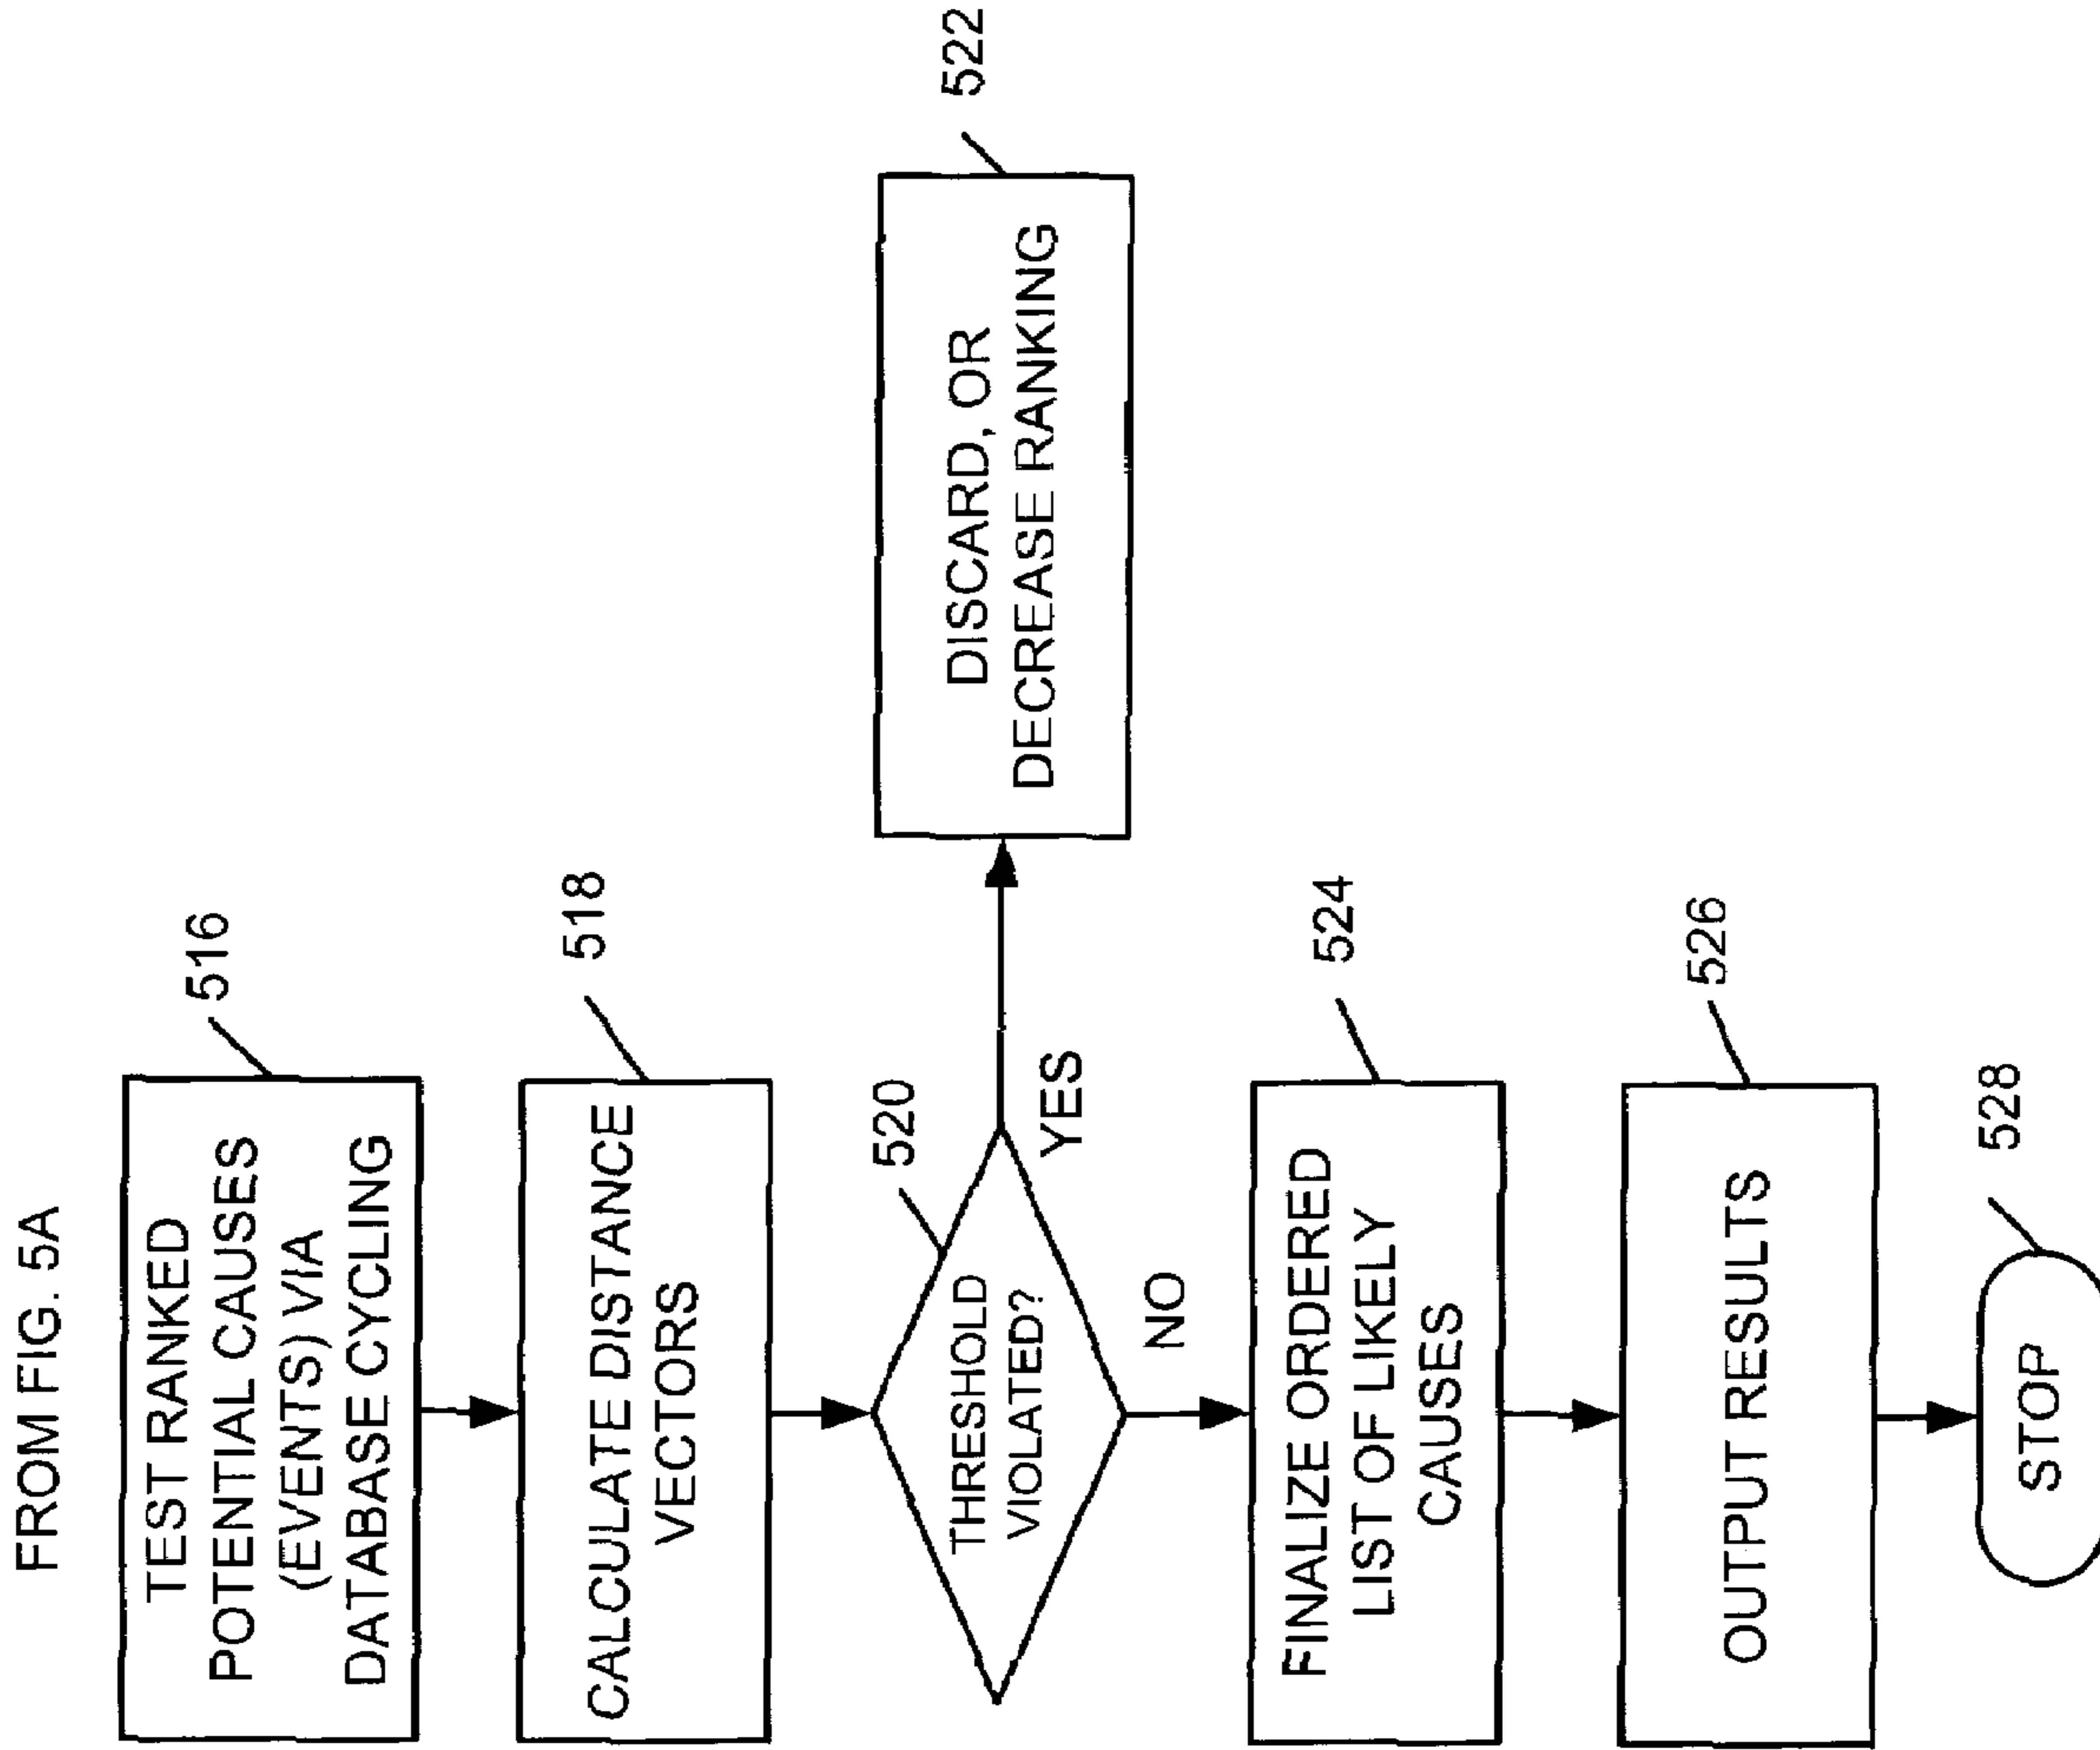 FROM FIG. 5A
TEST RANKED
POTENTIAL CAUSES
(EVENTS) VIA
DATABASE CYCLING
516
CALCULATE DISTANCE
VECTORS
518
THRESHOLD
VIOLATED?
520
YES
DISCARD, OR
DECREASE RANKING
522
NO
FINALIZE ORDERED
LIST OF LIKELY
CAUSES
524
OUTPUT RESULTS
526
STOP
528